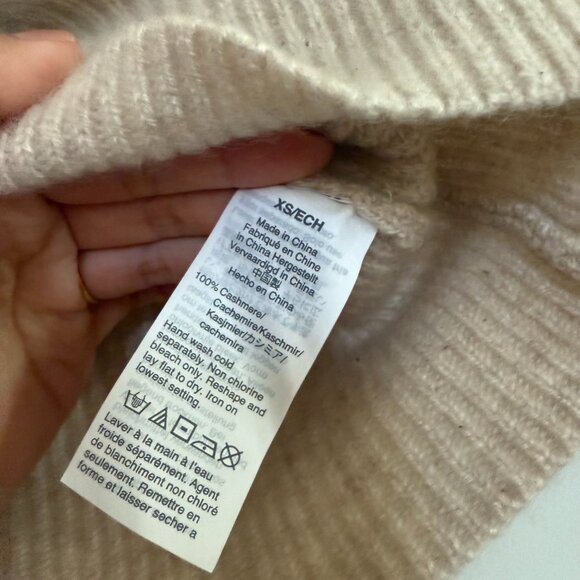 XS/ECH
Made in China
Fabriqué en Chine
in China Hergestellt
Vervaardigd in China
中国製
Hecho en China
100% Cashmere/
Cachemire/Kaschmir/
Kasjmier/カシミア/
cachemira
Hand wash cold
separately. Non chlorine
bleach only. Reshape and
lay flat to dry. Iron on
lowest setting.
Laver à la main à l'eau
froide séparément. Agent
de blanchiment non chloré
seulement. Remettre en
forme et laisser sécher a